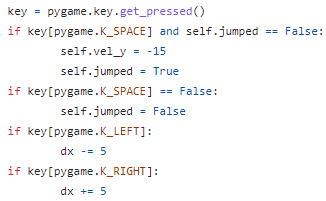 key = pygame.key.get_pressed()
if key[pygame.K_SPACE] and self.jumped == False:
        self.vel_y = -15
        self.jumped = True
if key[pygame.K_SPACE] == False:
        self.jumped = False
if key[pygame.K_LEFT]:
        dx -= 5
if key[pygame.K_RIGHT]:
        dx += 5